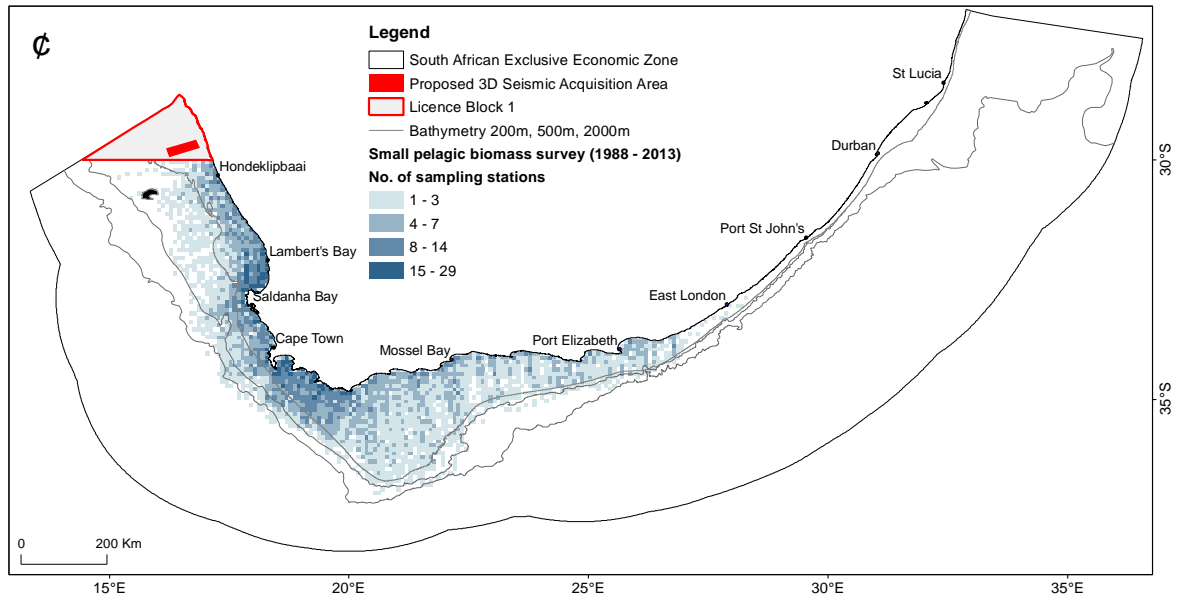 ₵
Legend
South African Exclusive Economic Zone
Proposed 3D Seismic Acquisition Area
Licence Block 1
Bathymetry 200m, 500m, 2000m
Small pelagic biomass survey (1988 - 2013)
No. of sampling stations
1 - 3
4 - 7
8 - 14
15 - 29
St Lucia
Durban
Port St John's
East London
Port Elizabeth
Mossel Bay
Cape Town
Saldanha Bay
Lambert's Bay
Hondeklipbaai
30°S
35°S
0 200 Km
15°E 20°E 25°E 30°E 35°E